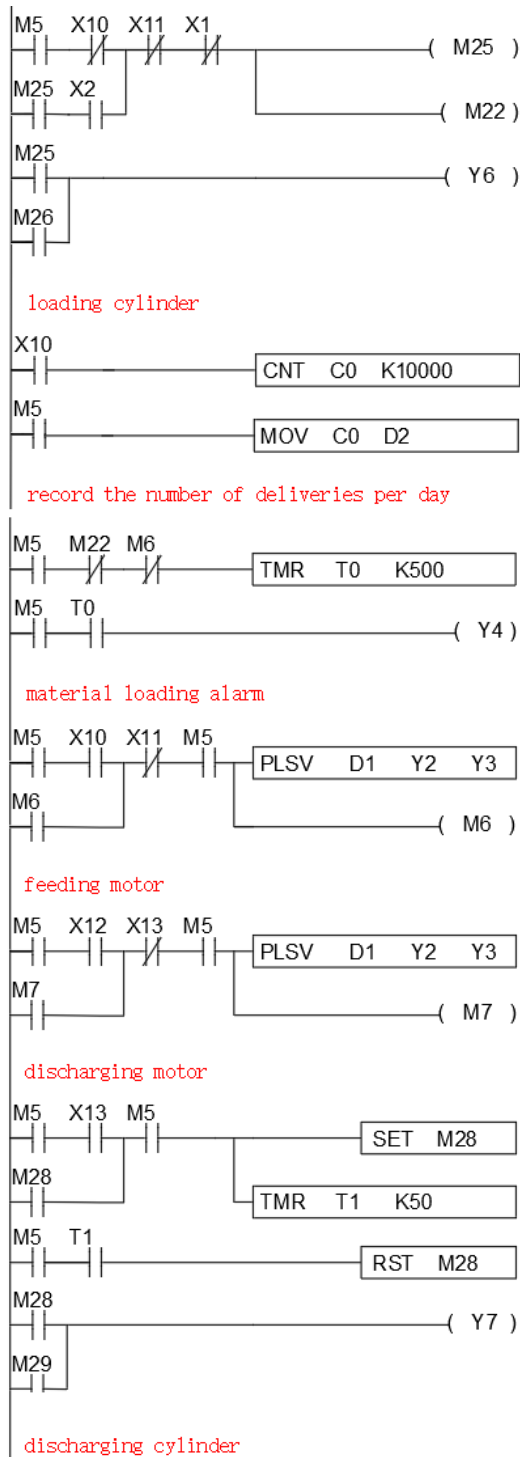 M5 X10 X11 X1
( M25 )
M25 X2
( M22 )
M25
( Y6 )
M26
loading cylinder
X10
CNT C0 K10000
M5
MOV C0 D2
record the number of deliveries per day
M5 M22 M6
TMR T0 K500
M5 T0
( Y4 )
material loading alarm
M5 X10 X11 M5
PLSV D1 Y2 Y3
M6
( M6 )
feeding motor
M5 X12 X13 M5
PLSV D1 Y2 Y3
M7
( M7 )
discharging motor
M5 X13 M5
SET M28
M28
TMR T1 K50
M5 T1
RST M28
M28
( Y7 )
M29
discharging cylinder